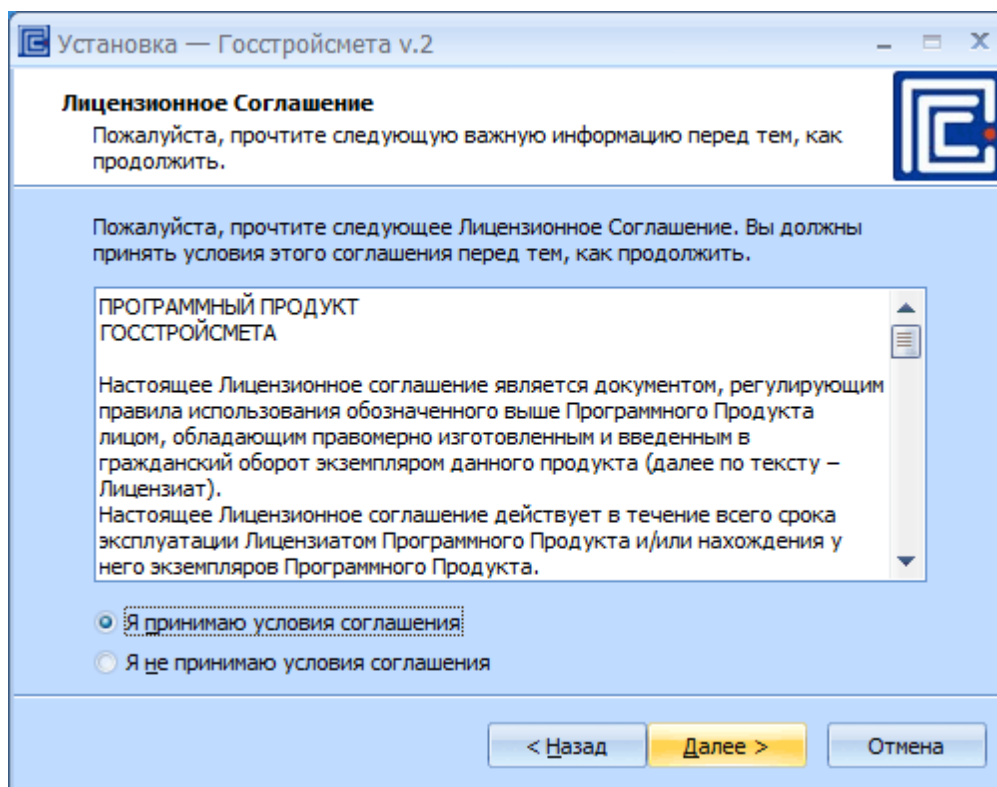 Установка — Госстройсмета v.2
Лицензионное Соглашение
Пожалуйста, прочтите следующую важную информацию перед тем, как
продолжить.
Пожалуйста, прочтите следующее Лицензионное Соглашение. Вы должны
принять условия этого соглашения перед тем, как продолжить.
ПРОГРАММНЫЙ ПРОДУКТ
ГОССТРОЙСМЕТА
Настоящее Лицензионное соглашение является документом, регулирующим
правила использования обозначенного выше Программного Продукта
лицом, обладающим правомерно изготовленным и введенным в
гражданский оборот экземпляром данного продукта (далее по тексту –
Лицензиат).
Настоящее Лицензионное соглашение действует в течение всего срока
эксплуатации Лицензиатом Программного Продукта и/или нахождения у
него экземпляров Программного Продукта.
Я принимаю условия соглашения
Я не принимаю условия соглашения
< Назад Далее > Отмена